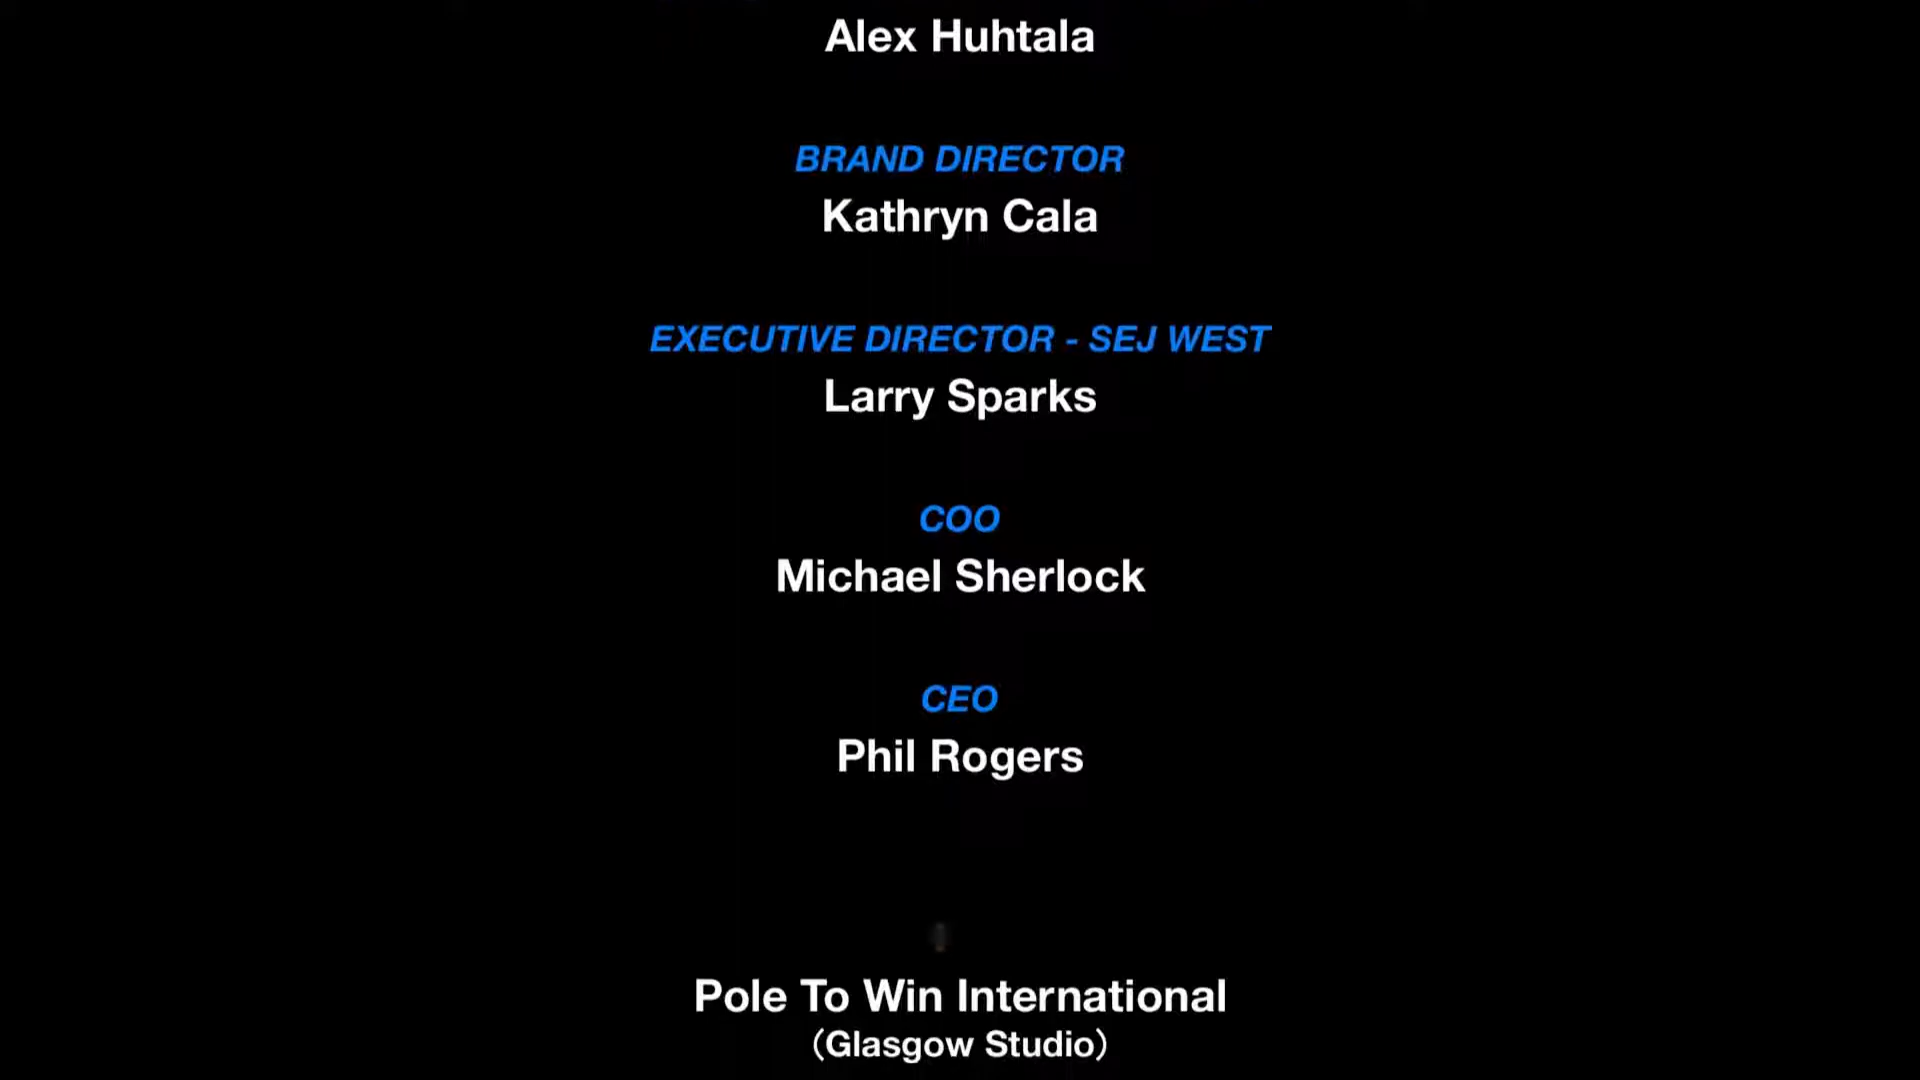 Alex Huhtala
BRAND DIRECTOR
Kathryn Cala
EXECUTIVE DIRECTOR - SEJ WEST
Larry Sparks
COO
Michael Sherlock
CEO
Phil Rogers
Pole To Win International
(Glasgow Studio)